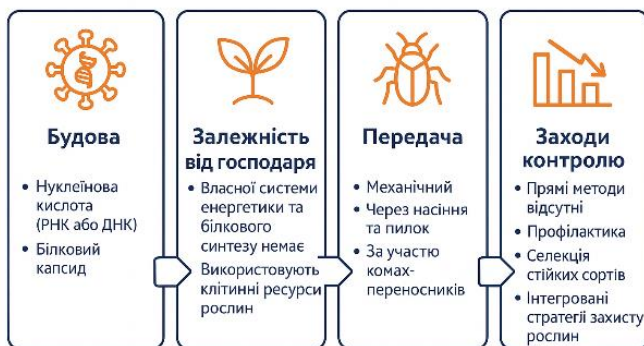 Будова
• Нуклеїнова
кислота
(РНК або ДНК)
• Білковий
капсид
Залежність
від господаря
• Власної системи
енергетики та
білкового
синтезу немає
• Використовують
клітинні ресурси
рослин
Передача
• Механічний
• Через насіння
та пилок
• За участю
комах-
переносників
Заходи
контролю
• Прямі методи
відсутні
• Профілактика
• Селекція
стійких сортів
• Інтегровані
стратегії захисту
рослин